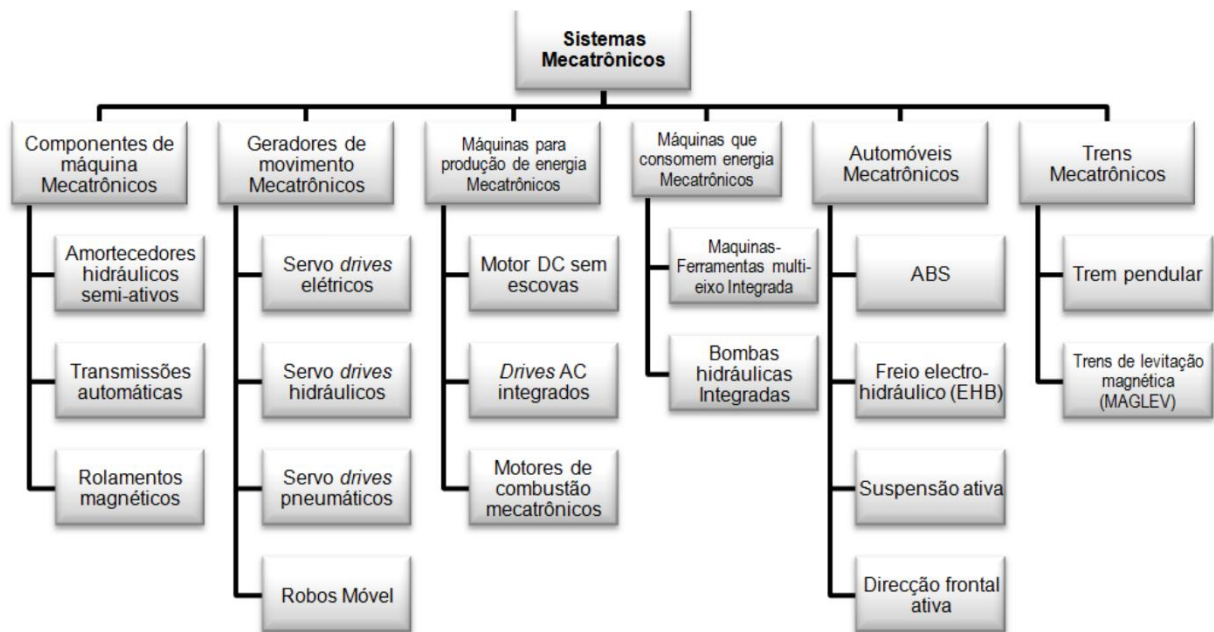 Sistemas
Mecatrônicos
Componentes de
máquina
Mecatrônicos
Amortecedores
hidráulicos
semi-ativos
Transmissões
automáticas
Rolamentos
magnéticos
Geradores de
movimento
Mecatrônicos
Servo drives
elétricos
Servo drives
hidráulicos
Servo drives
pneumáticos
Robos Móvel
Máquinas para
produção de energia
Mecatrônicos
Motor DC sem
escovas
Drives AC
integrados
Motores de
combustão
mecatrônicos
Máquinas que
consomem energia
Mecatrônicos
Maquinas-
Ferramentas multi-
eixo Integrada
Bombas
hidráulicas
Integradas
Automóveis
Mecatrônicos
ABS
Freio electro-
hidráulico (EHB)
Suspensão ativa
Direcção frontal
ativa
Trens
Mecatrônicos
Trem pendular
Trens de levitação
magnética
(MAGLEV)